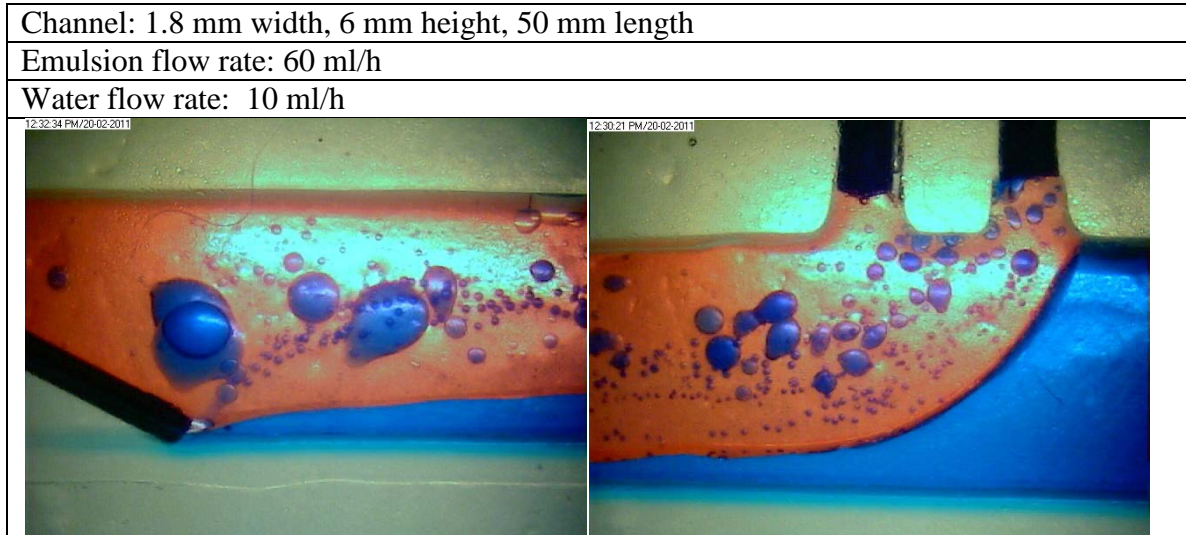 Channel: 1.8 mm width, 6 mm height, 50 mm length
Emulsion flow rate: 60 ml/h
Water flow rate:  10 ml/h
12:32:34 PM/20-02-2011
12:30:21 PM/20-02-2011